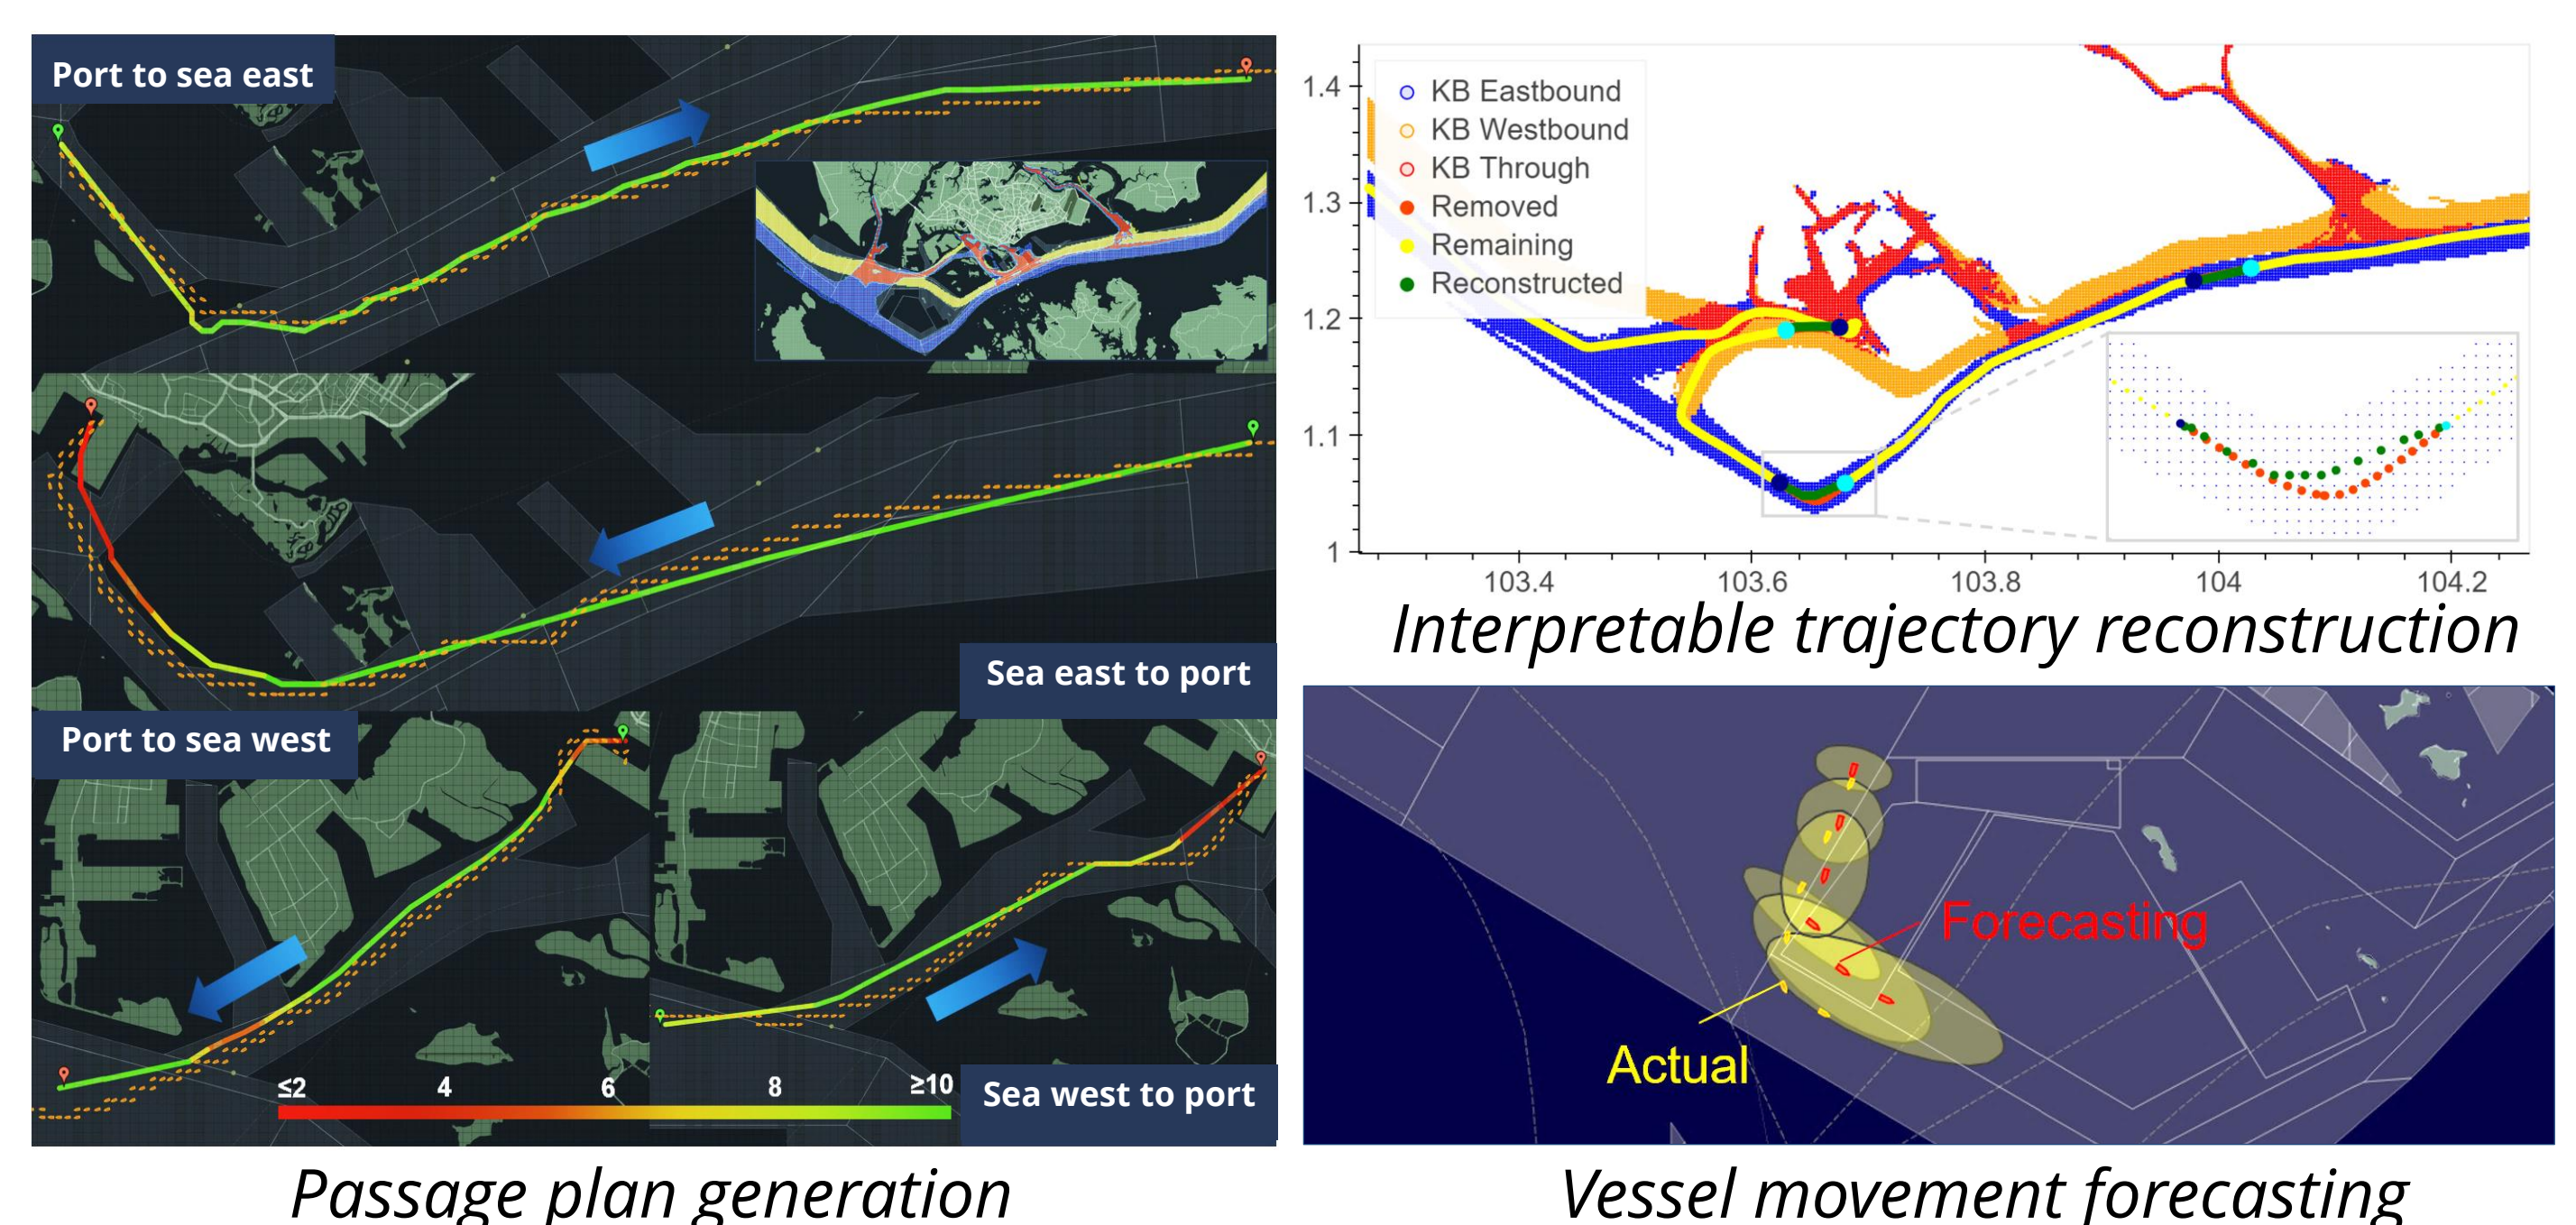 Port to sea east
Sea east to port
Port to sea west
≤2 4 6 8 ≥10
Sea west to port
Passage plan generation
KB Eastbound
KB Westbound
KB Through
Removed
Remaining
Reconstructed
1.4
1.3
1.2
1.1
1
103.4 103.6 103.8 104 104.2
Interpretable trajectory reconstruction
Forecasting
Actual
Vessel movement forecasting